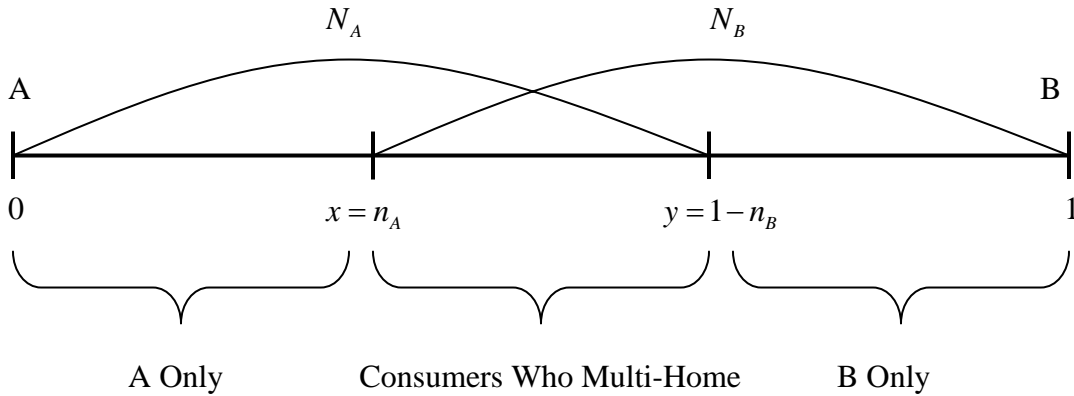 N_A N_B
A B
0 x = n_A y = 1 − n_B 1
A Only Consumers Who Multi-Home B Only